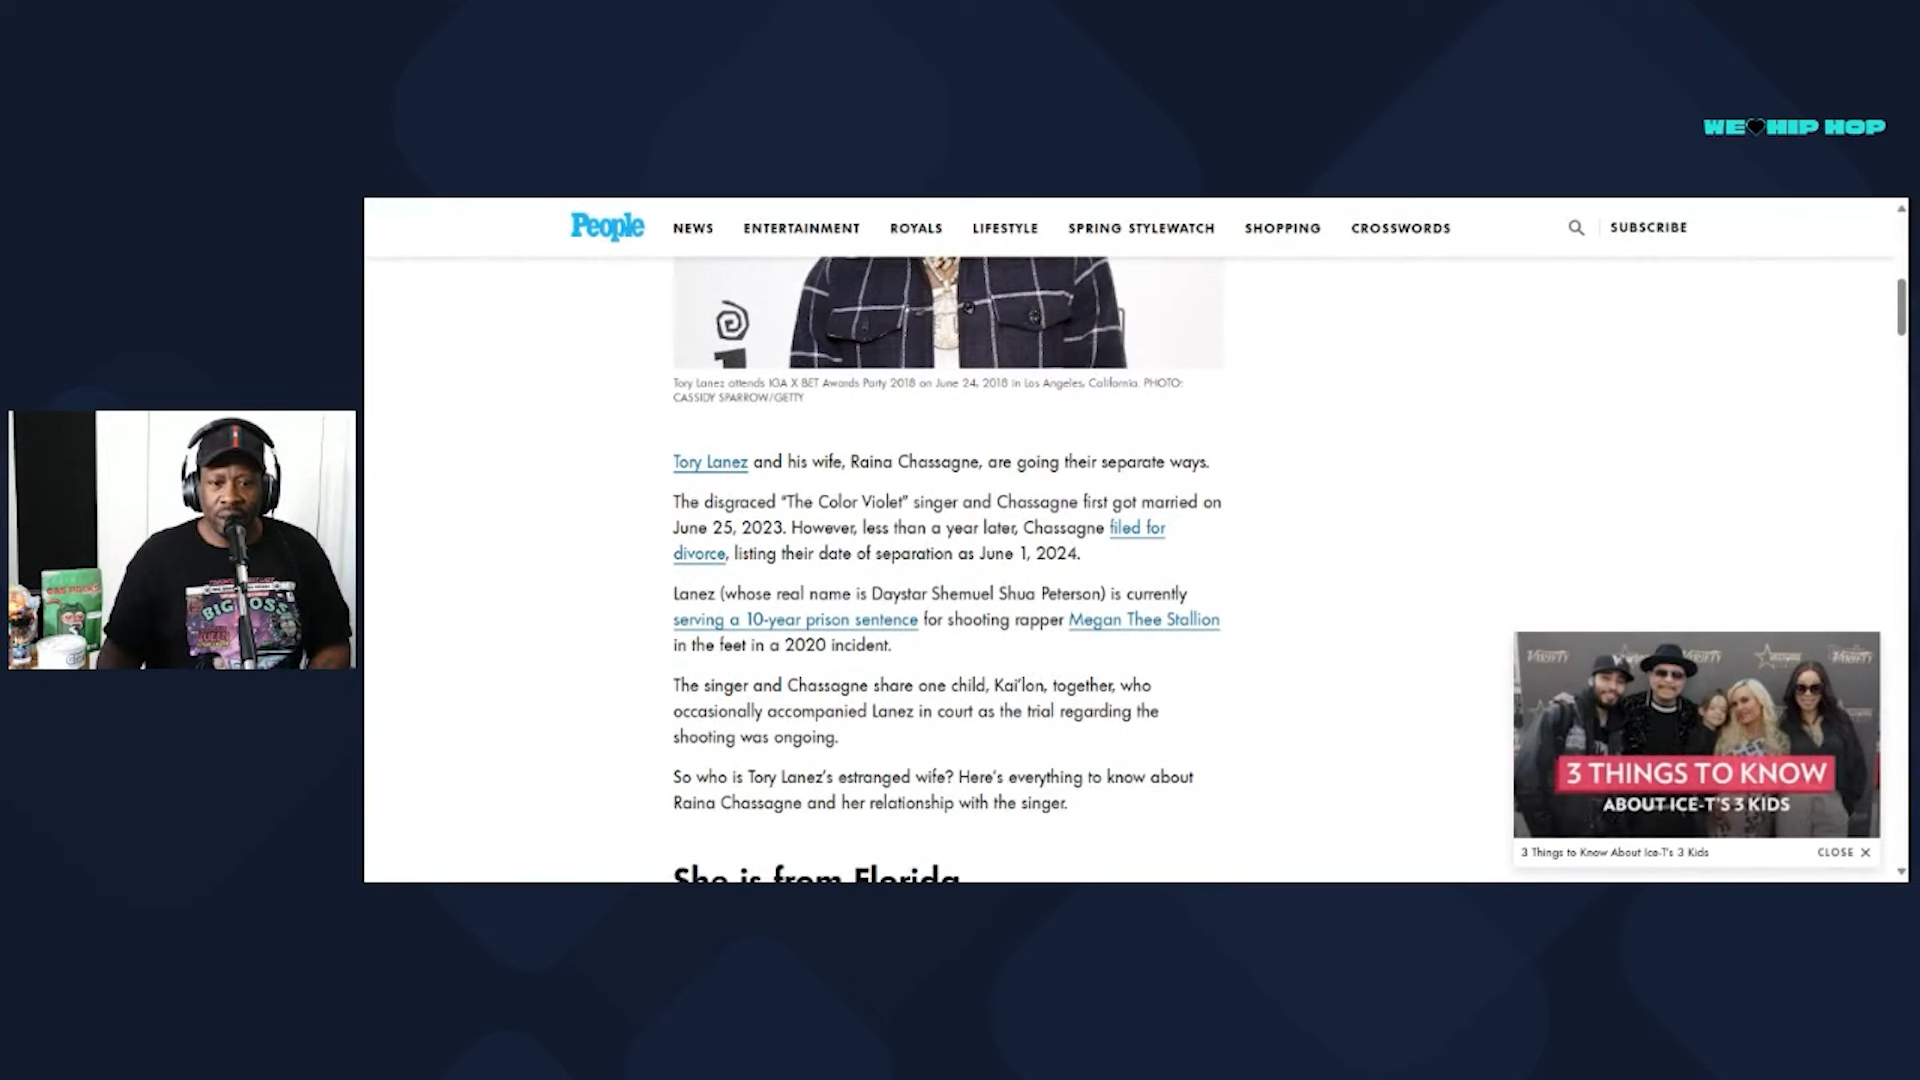 WE HIP HOP
People NEWS ENTERTAINMENT ROYALS LIFESTYLE SPRING STYLEWATCH SHOPPING CROSSWORDS SUBSCRIBE
Tory Lanez attends IGA X BET Awards Party 2018 on June 24, 2018 in Los Angeles, California. PHOTO:
CASSIDY SPARROW/GETTY
Tory Lanez and his wife, Raina Chassagne, are going their separate ways.
The disgraced “The Color Violet” singer and Chassagne first got married on
June 25, 2023. However, less than a year later, Chassagne filed for
divorce, listing their date of separation as June 1, 2024.
Lanez (whose real name is Daystar Shemuel Shua Peterson) is currently
serving a 10-year prison sentence for shooting rapper Megan Thee Stallion
in the feet in a 2020 incident.
The singer and Chassagne share one child, Kai’lon, together, who
occasionally accompanied Lanez in court as the trial regarding the
shooting was ongoing.
So who is Tory Lanez’s estranged wife? Here’s everything to know about
Raina Chassagne and her relationship with the singer.
She is from Florida
GAS PACKS
BIG BOSS
VARIETY
VARIETY
VARIETY
3 THINGS TO KNOW
ABOUT ICE-T'S 3 KIDS
3 Things to Know About Ice-T's 3 Kids CLOSE X